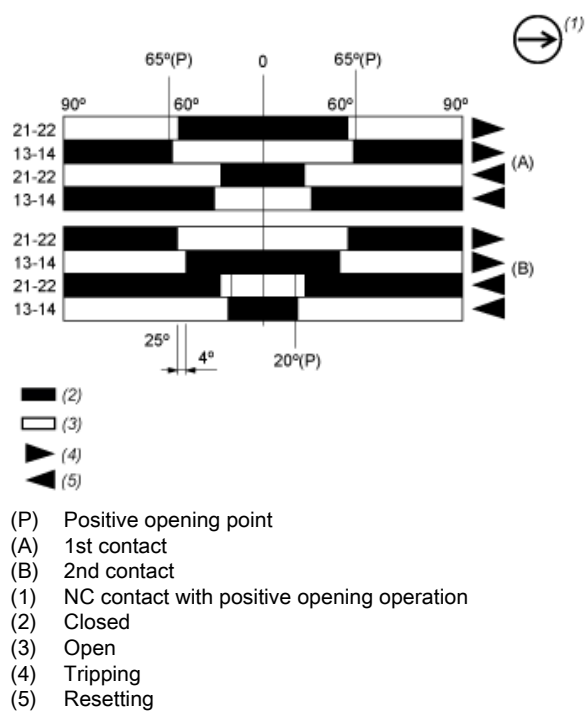 (1)
65º(P) 0 65º(P)
90º 60º 60º 90º
21-22
13-14
(A)
21-22
13-14
21-22
13-14
(B)
21-22
13-14
25º
4º
20º(P)
(2)
(3)
(4)
(5)
(P) Positive opening point
(A) 1st contact
(B) 2nd contact
(1) NC contact with positive opening operation
(2) Closed
(3) Open
(4) Tripping
(5) Resetting